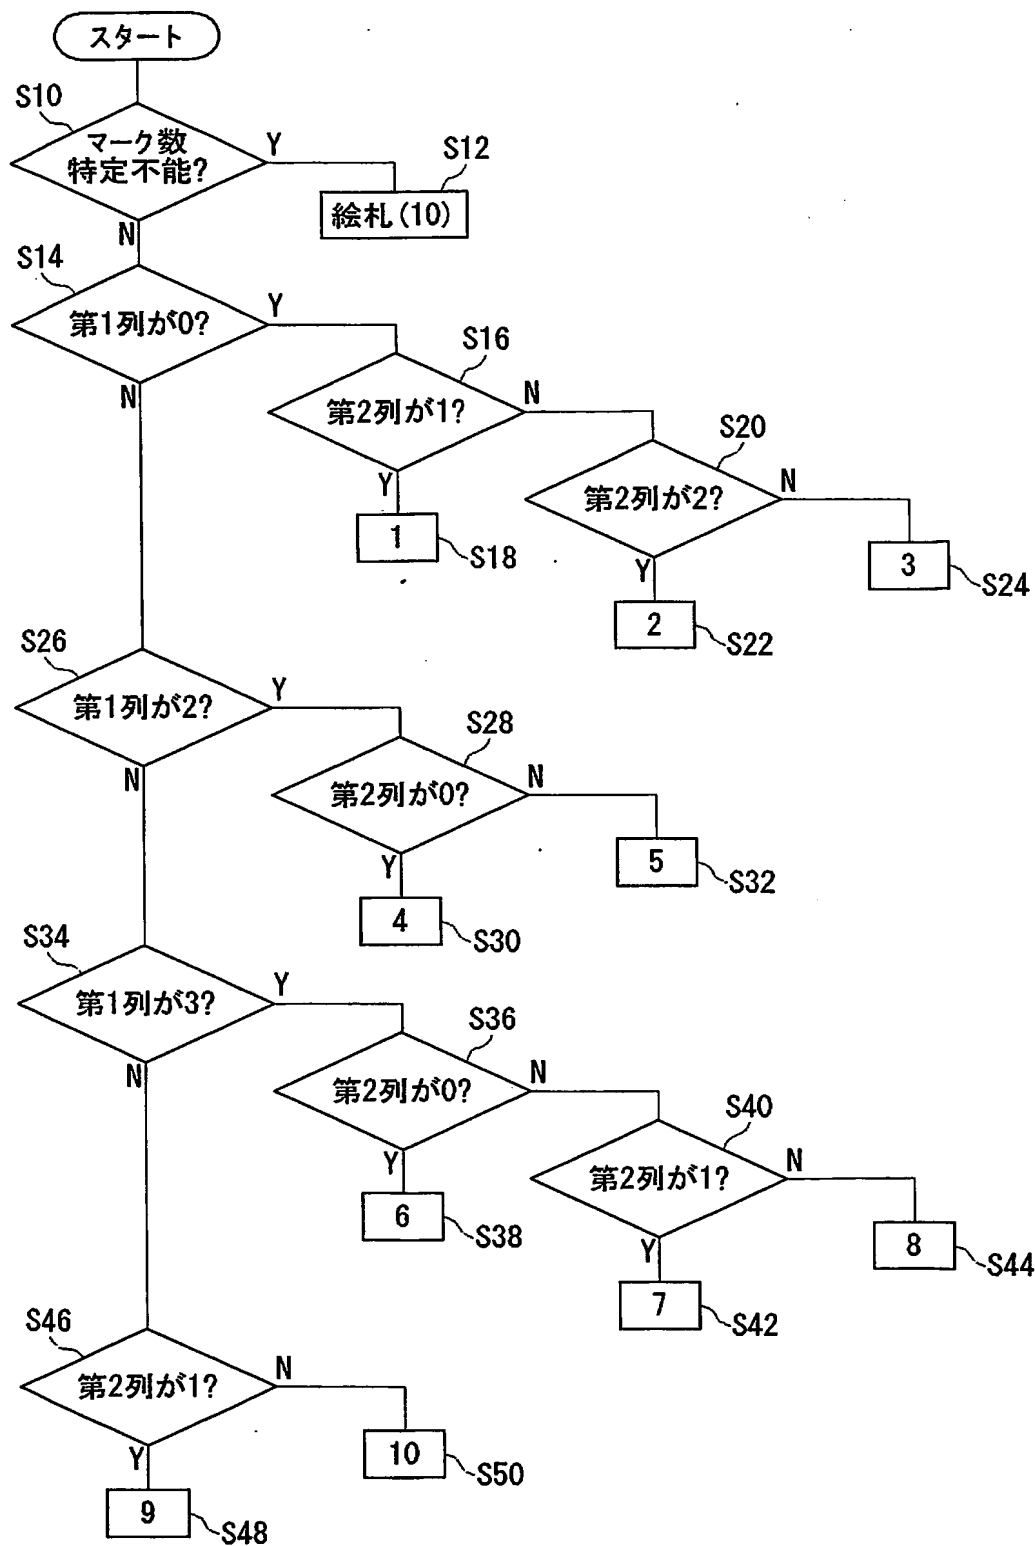 スタート
S10
マーク数
特定不能?
Y
S12
絵札(10)
N
S14
第1列が0?
Y
S16
第2列が1?
N
S20
第2列が2?
N
N
Y
1
S18
Y
2
S22
3
S24
S26
第1列が2?
Y
S28
第2列が0?
N
N
Y
4
S30
5
S32
S34
第1列が3?
Y
S36
第2列が0?
N
S40
第2列が1?
N
N
Y
6
S38
Y
7
S42
8
S44
S46
第2列が1?
N
10
S50
Y
9
S48